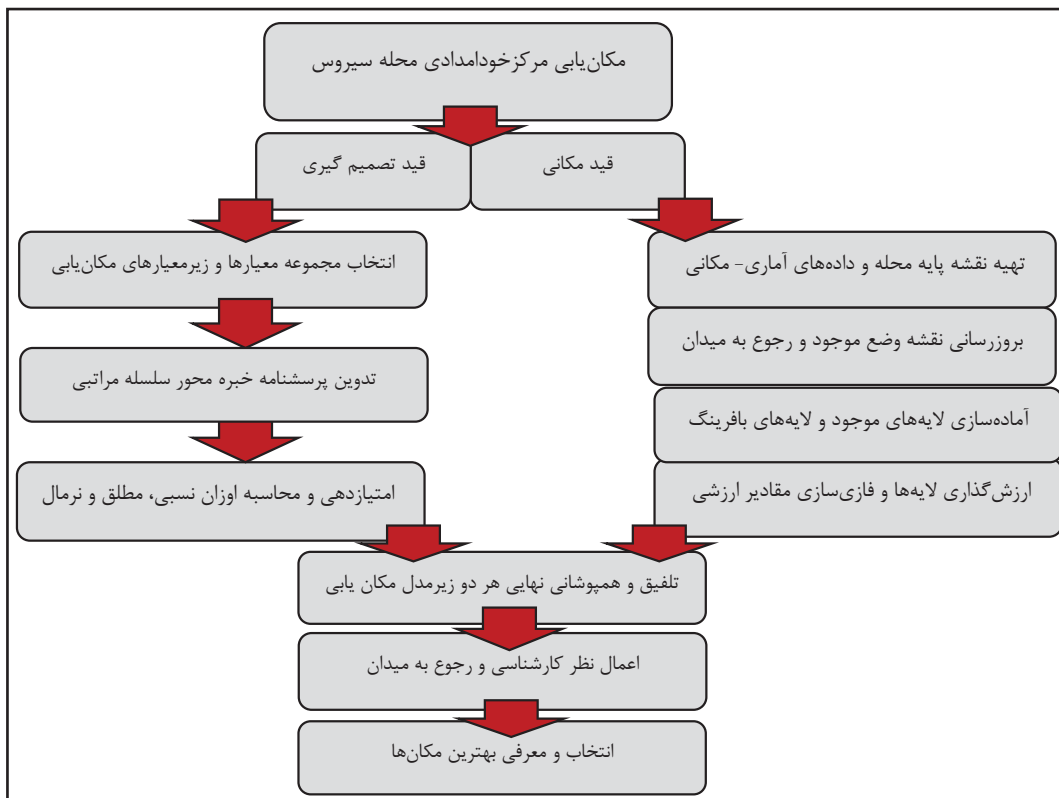 مکان‌یابی مرکزخودامدادی محله سیروس
قید مکانی
قید تصمیم گیری
تهیه نقشه پایه محله و داده‌های آماری- مکانی
بروزرسانی نقشه وضع موجود و رجوع به میدان
آماده‌سازی لایه‌های موجود و لایه‌های بافرینگ
ارزش‌گذاری لایه‌ها و فازی‌سازی مقادیر ارزشی
انتخاب مجموعه معیارها و زیرمعیارهای مکان‌یابی
تدوین پرسشنامه خبره محور سلسله مراتبی
امتیازدهی و محاسبه اوزان نسبی، مطلق و نرمال
تلفیق و همپوشانی نهایی هر دو زیرمدل مکان یابی
اعمال نظر کارشناسی و رجوع به میدان
انتخاب و معرفی بهترین مکان‌ها